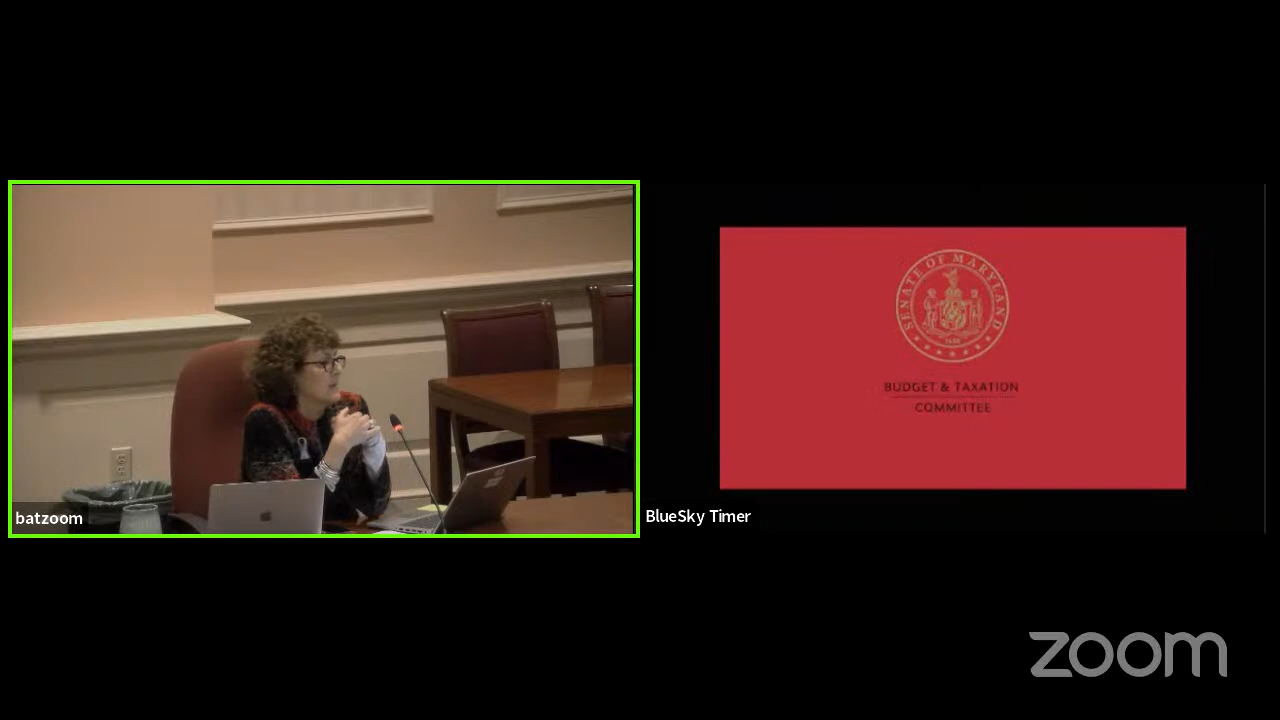 SENATE OF MARYLAND
BUDGET & TAXATION
COMMITTEE
batzoom
BlueSky Timer
zoom